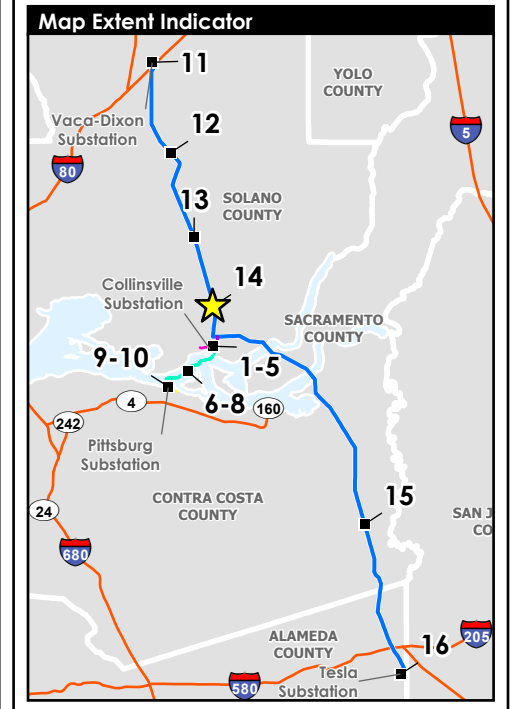 Map Extent Indicator
11
YOLO
COUNTY
Vaca-Dixon
Substation
12
5
80
13
SOLANO
COUNTY
14
Collinsville
Substation
SACRAMENTO
COUNTY
9-10
1-5
6-8
4
160
242
Pittsburg
Substation
15
CONTRA COSTA
COUNTY
24
SAN J
CO
680
ALAMEDA
COUNTY
205
16
Tesla
Substation
580